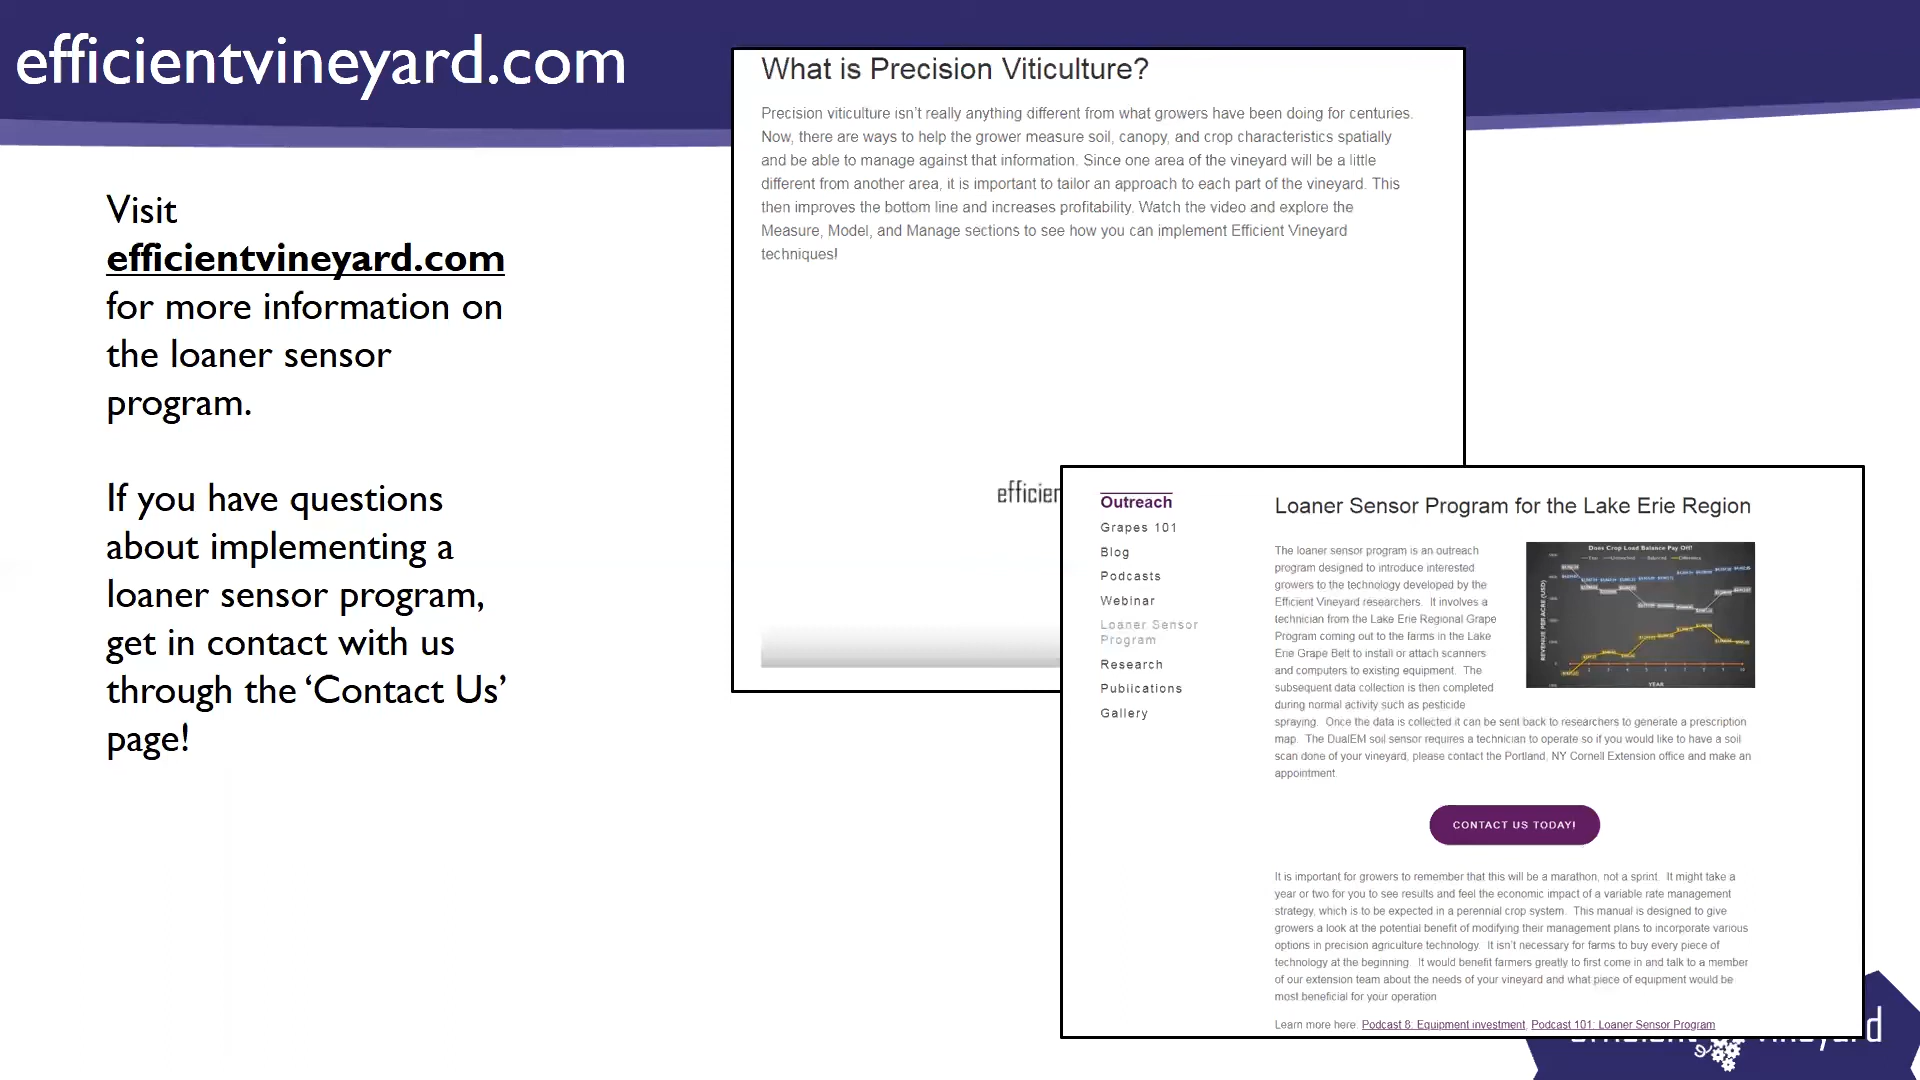 efficientvineyard.com
Visit
efficientvineyard.com
for more information on
the loaner sensor
program.
If you have questions
about implementing a
loaner sensor program,
get in contact with us
through the ‘Contact Us’
page!
What is Precision Viticulture?
Precision viticulture isn’t really anything different from what growers have been doing for centuries.
Now, there are ways to help the grower measure soil, canopy, and crop characteristics spatially
and be able to manage against that information. Since one area of the vineyard will be a little
different from another area, it is important to tailor an approach to each part of the vineyard. This
then improves the bottom line and increases profitability. Watch the video and explore the
Measure, Model, and Manage sections to see how you can implement Efficient Vineyard
techniques!
Outreach
Grapes 101
Blog
Podcasts
Webinar
Loaner Sensor
Program
Research
Publications
Gallery
Loaner Sensor Program for the Lake Erie Region
The loaner sensor program is an outreach
program designed to introduce interested
growers to the technology developed by the
Efficient Vineyard researchers. It involves a
technician from the Lake Erie Regional Grape
Program coming out to the farms in the Lake
Erie Grape Belt to install or attach scanners
and computers to existing equipment. The
subsequent data collection is then completed
during normal activity such as pesticide
spraying. Once the data is collected it can be sent back to researchers to generate a prescription
map. The DualEM soil sensor requires a technician to operate so if you would like to have a soil
scan done of your vineyard, please contact the Portland, NY Cornell Extension office and make an
appointment.
Does Crop Load Balance Pay Off?
REVENUE PER ACRE (USD)
YEAR
CONTACT US TODAY!
It is important for growers to remember that this will be a marathon, not a sprint. It might take a
year or two for you to see results and feel the economic impact of a variable rate management
strategy, which is to be expected in a perennial crop system. This manual is designed to give
growers a look at the potential benefit of modifying their management plans to incorporate various
options in precision agriculture technology. It isn’t necessary for farms to buy every piece of
technology at the beginning. It would benefit farmers greatly to first come in and talk to a member
of our extension team about the needs of your vineyard and what piece of equipment would be
most beneficial for your operation
Learn more here: Podcast 8: Equipment investment, Podcast 101: Loaner Sensor Program